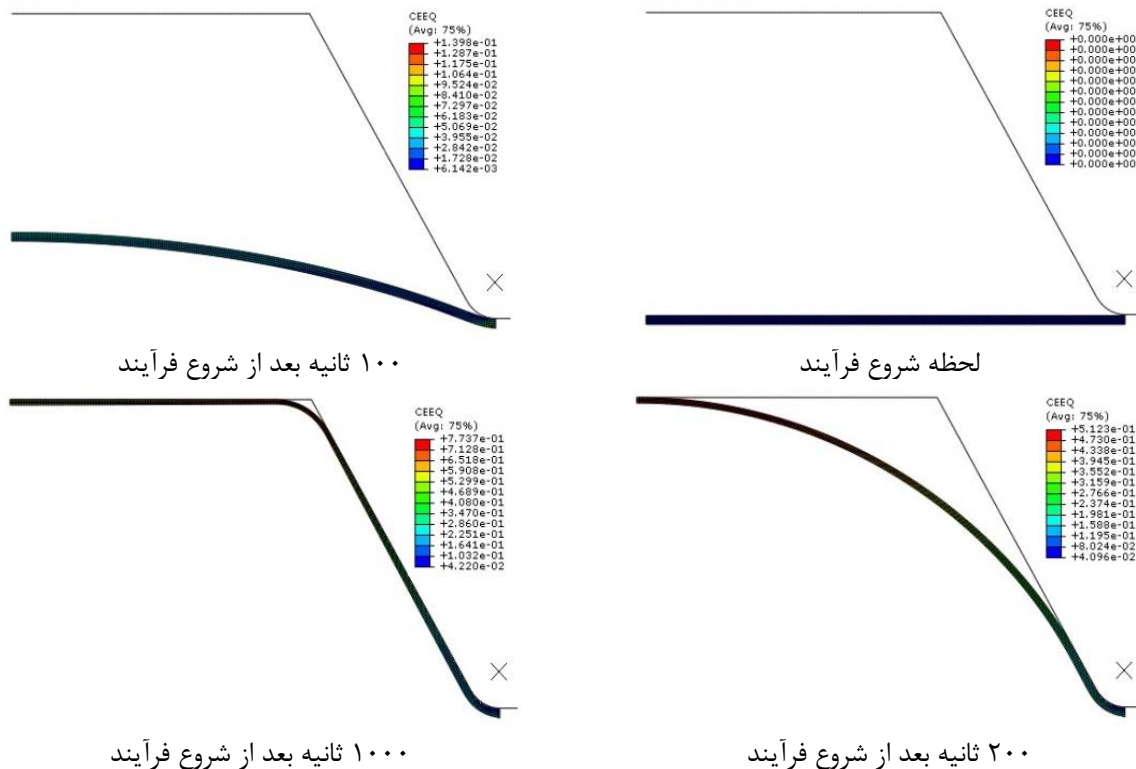 CEEQ
(Avg: 75%)
+0.000e+00
+0.000e+00
+0.000e+00
+0.000e+00
+0.000e+00
+0.000e+00
+0.000e+00
+0.000e+00
+0.000e+00
+0.000e+00
+0.000e+00
+0.000e+00
+0.000e+00
لحظه شروع فرآیند
CEEQ
(Avg: 75%)
+1.398e-01
+1.287e-01
+1.175e-01
+1.064e-01
+9.524e-02
+8.410e-02
+7.297e-02
+6.183e-02
+5.069e-02
+3.955e-02
+2.842e-02
+1.728e-02
+6.142e-03
۱۰۰ ثانیه بعد از شروع فرآیند
CEEQ
(Avg: 75%)
+5.123e-01
+4.730e-01
+4.338e-01
+3.945e-01
+3.552e-01
+3.159e-01
+2.766e-01
+2.374e-01
+1.981e-01
+1.588e-01
+1.195e-01
+8.024e-02
+4.096e-02
۲۰۰ ثانیه بعد از شروع فرآیند
CEEQ
(Avg: 75%)
+7.737e-01
+7.128e-01
+6.518e-01
+5.908e-01
+5.299e-01
+4.689e-01
+4.080e-01
+3.470e-01
+2.860e-01
+2.251e-01
+1.641e-01
+1.032e-01
+4.220e-02
۱۰۰۰ ثانیه بعد از شروع فرآیند